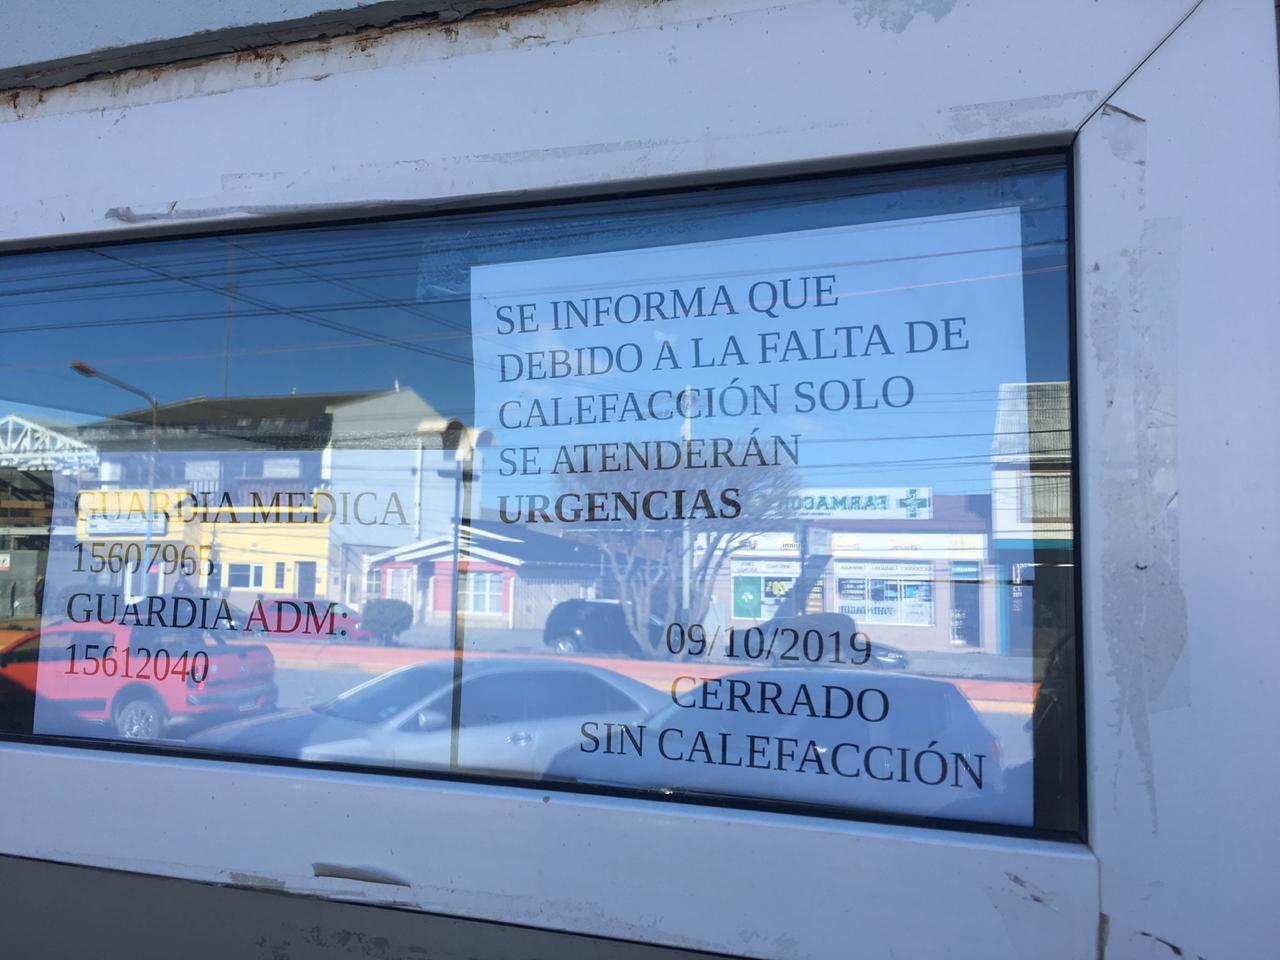 SE INFORMA QUE
DEBIDO A LA FALTA DE
CALEFACCIÓN SOLO
SE ATENDERÁN
URGENCIAS
09/10/2019
CERRADO
SIN CALEFACCIÓN
GUARDIA MEDICA:
15607965
GUARDIA ADM:
15612040